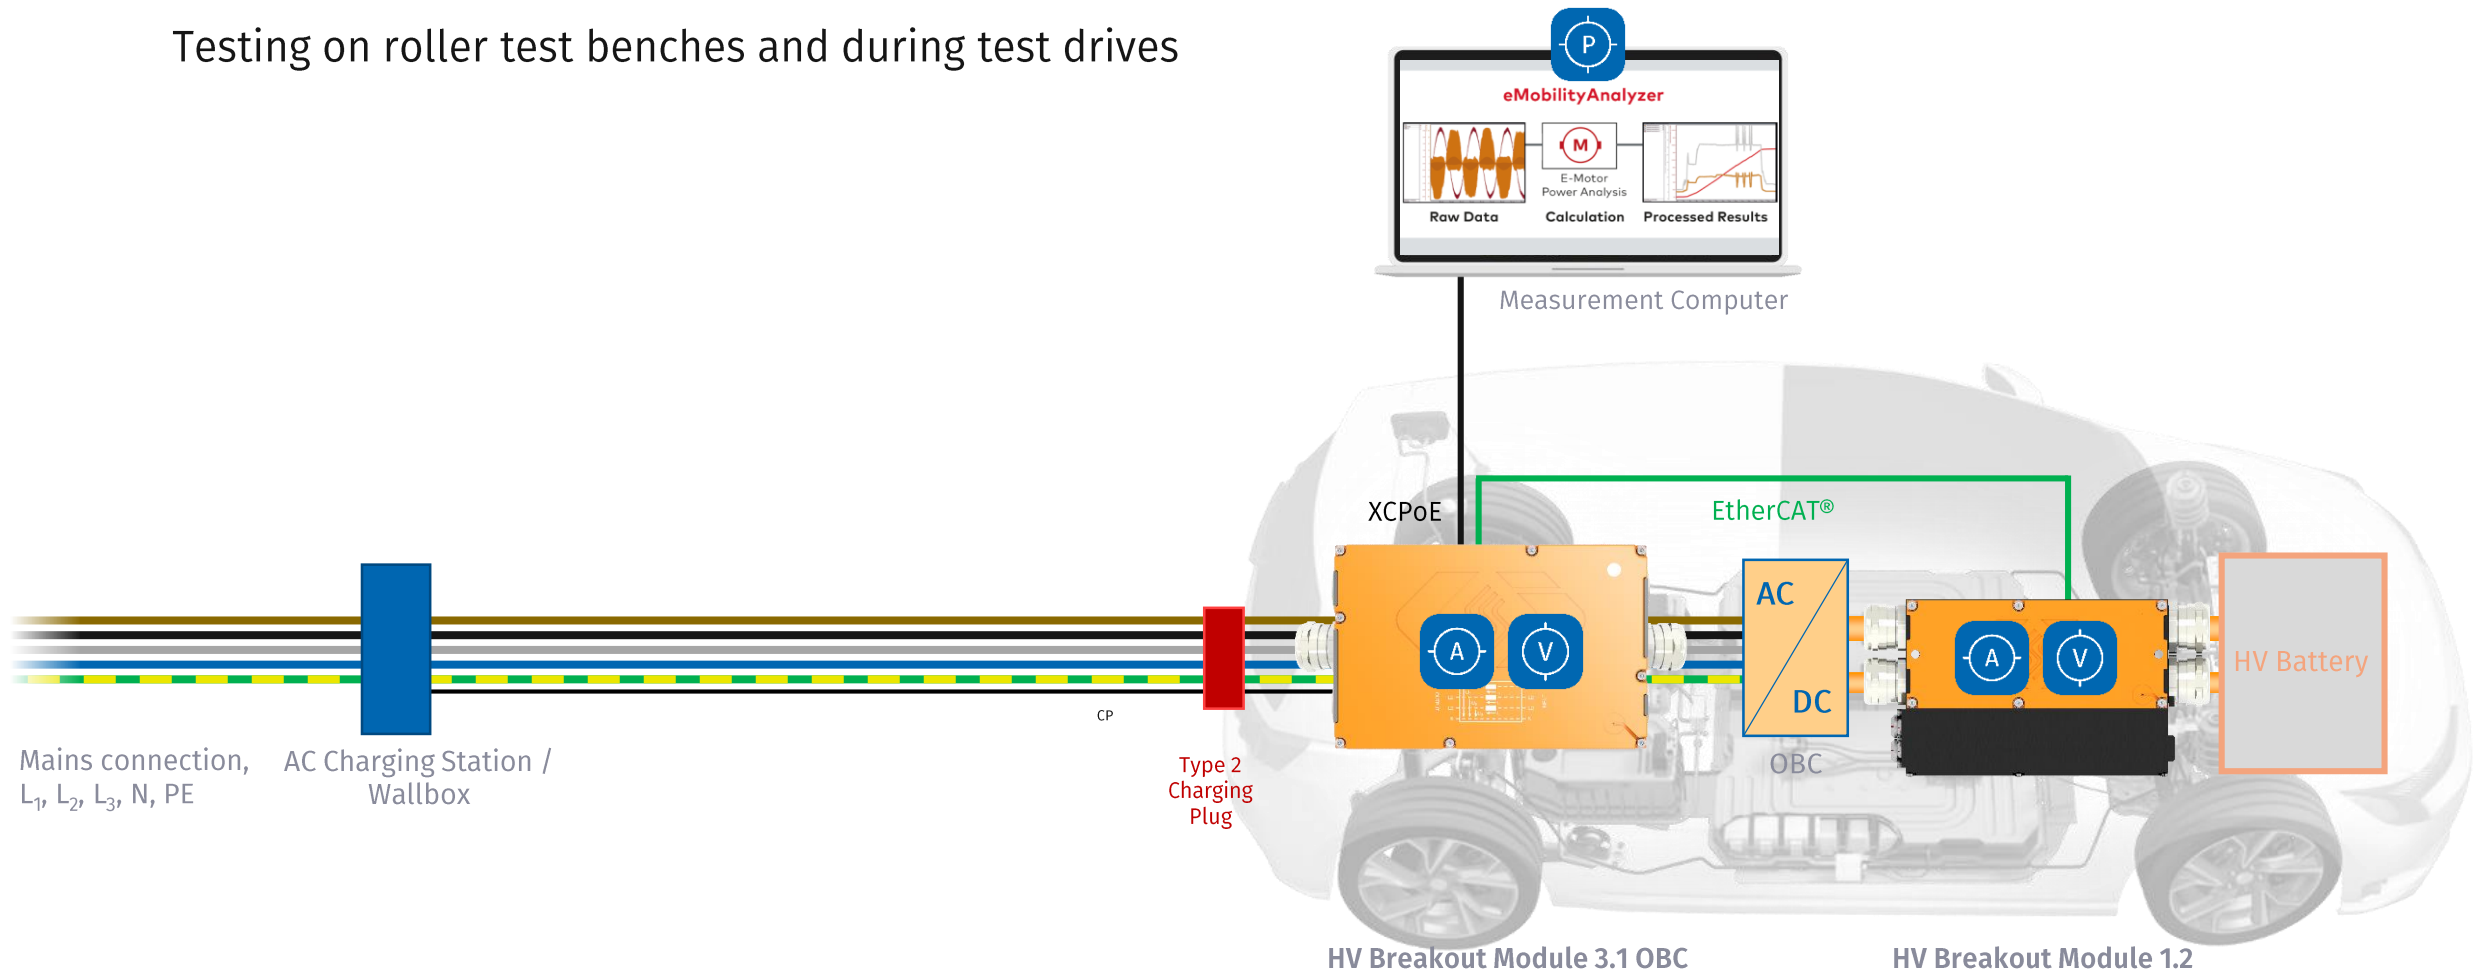 Testing on roller test benches and during test drives
P
eMobilityAnalyzer
M
E-Motor
Power Analysis
Raw Data
Calculation
Processed Results
Measurement Computer
XCPoE
EtherCAT®
A
V
AC
DC
OBC
A
V
HV Battery
CP
Mains connection,
L₁, L₂, L₃, N, PE
AC Charging Station /
Wallbox
Type 2
Charging
Plug
HV Breakout Module 3.1 OBC
HV Breakout Module 1.2